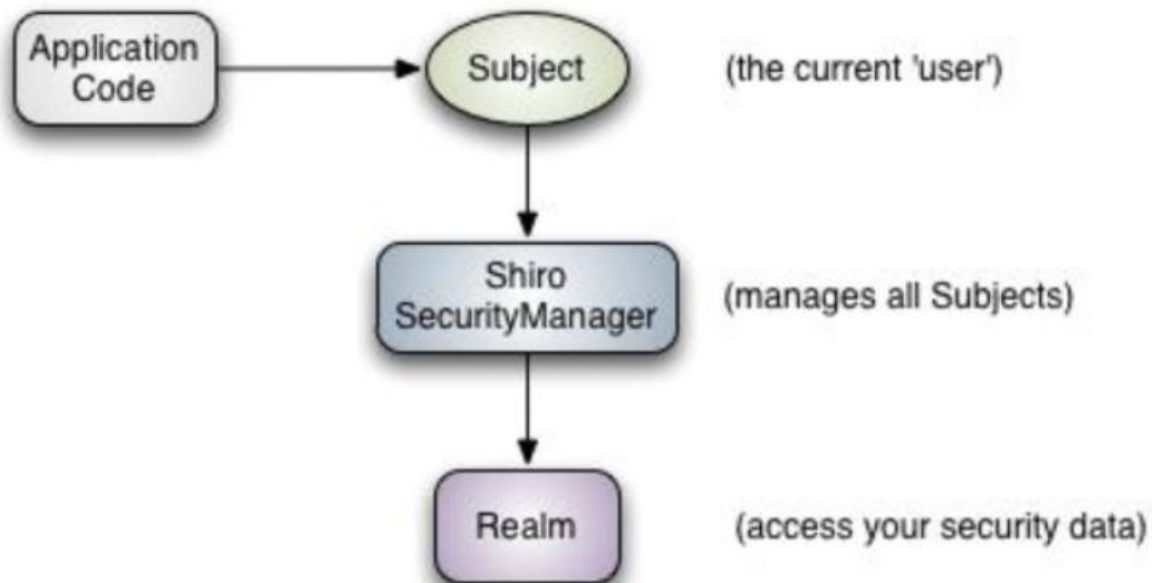 Application
Code
Subject
(the current 'user')
Shiro
SecurityManager
(manages all Subjects)
Realm
(access your security data)